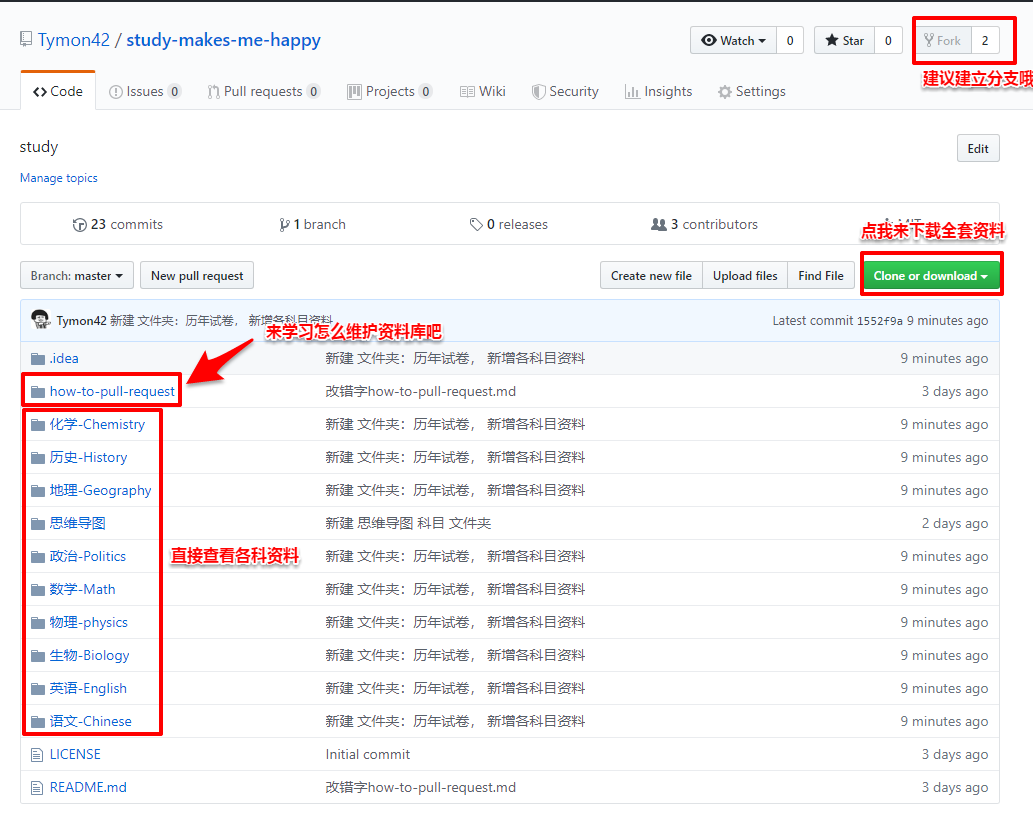 Tymon42 / study-makes-me-happy
Watch 0 Star 0 Fork 2
建议建立分支哦
Code Issues 0 Pull requests 0 Projects 0 Wiki Security Insights Settings
study
Edit
Manage topics
23 commits 1 branch 0 releases 3 contributors
点我来下载全套资料
Branch: master New pull request Create new file Upload files Find File Clone or download
Tymon42 新建 文件夹：历年试卷， 新增各科目资料 Latest commit 1552f9a 9 minutes ago
来学习怎么维护资料库吧
.idea 新建 文件夹：历年试卷， 新增各科目资料 9 minutes ago
how-to-pull-request 改错字how-to-pull-request.md 3 days ago
化学-Chemistry 新建 文件夹：历年试卷， 新增各科目资料 9 minutes ago
历史-History 新建 文件夹：历年试卷， 新增各科目资料 9 minutes ago
地理-Geography 新建 文件夹：历年试卷， 新增各科目资料 9 minutes ago
思维导图 新建 思维导图 科目 文件夹 2 days ago
政治-Politics 新建 文件夹：历年试卷， 新增各科目资料 9 minutes ago
直接查看各科资料
数学-Math 新建 文件夹：历年试卷， 新增各科目资料 9 minutes ago
物理-physics 新建 文件夹：历年试卷， 新增各科目资料 9 minutes ago
生物-Biology 新建 文件夹：历年试卷， 新增各科目资料 9 minutes ago
英语-English 新建 文件夹：历年试卷， 新增各科目资料 9 minutes ago
语文-Chinese 新建 文件夹：历年试卷， 新增各科目资料 9 minutes ago
LICENSE Initial commit 3 days ago
README.md 改错字how-to-pull-request.md 3 days ago